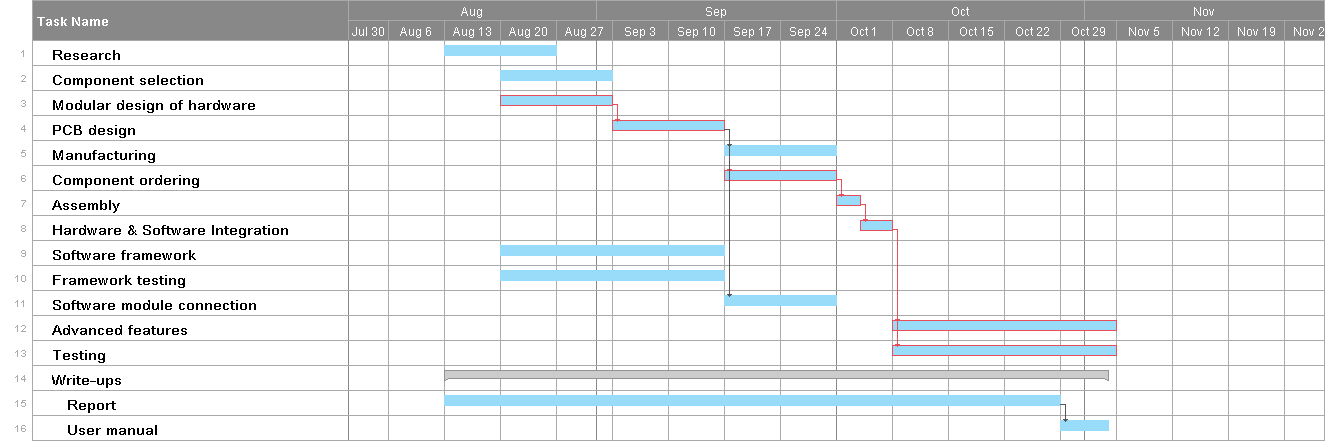 Task Name
Aug Sep Oct Nov
Jul 30 Aug 6 Aug 13 Aug 20 Aug 27 Sep 3 Sep 10 Sep 17 Sep 24 Oct 1 Oct 8 Oct 15 Oct 22 Oct 29 Nov 5 Nov 12 Nov 19 Nov 2
1 Research
2 Component selection
3 Modular design of hardware
4 PCB design
5 Manufacturing
6 Component ordering
7 Assembly
8 Hardware & Software Integration
9 Software framework
10 Framework testing
11 Software module connection
12 Advanced features
13 Testing
14 Write-ups
15 Report
16 User manual